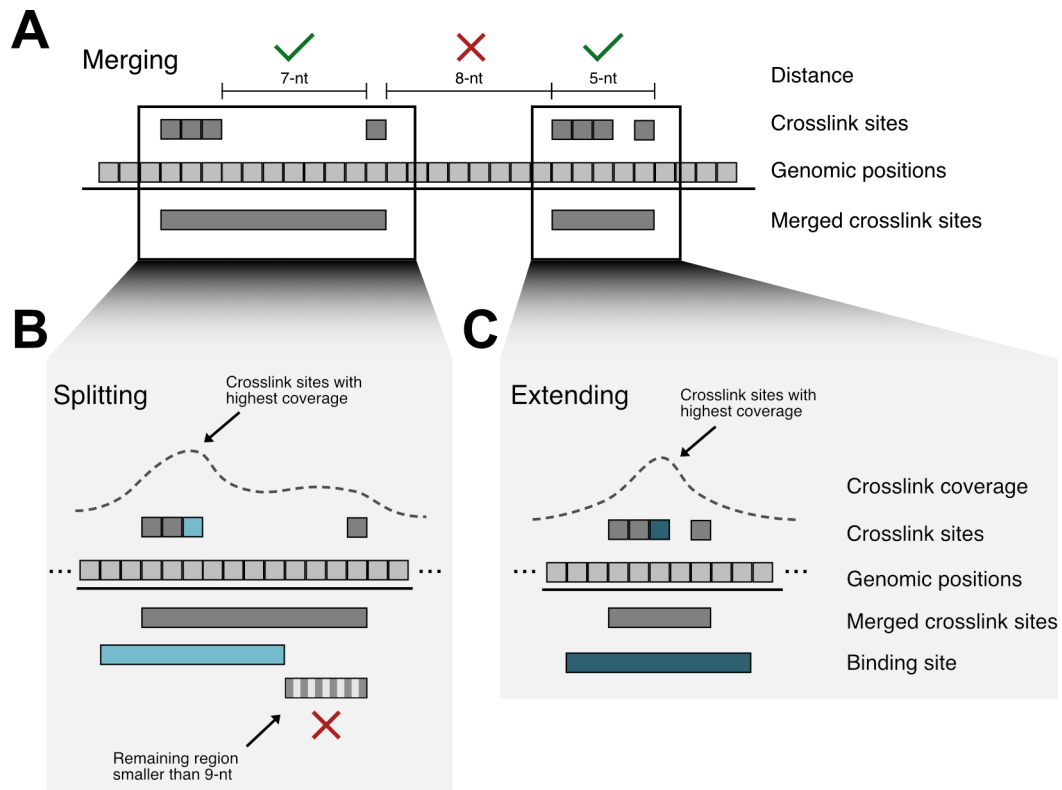 A
Merging
7-nt
8-nt
5-nt
Distance
Crosslink sites
Genomic positions
Merged crosslink sites
B
Splitting
Crosslink sites with
highest coverage
...
...
Remaining region
smaller than 9-nt
C
Extending
Crosslink sites with
highest coverage
...
...
Crosslink coverage
Crosslink sites
Genomic positions
Merged crosslink sites
Binding site